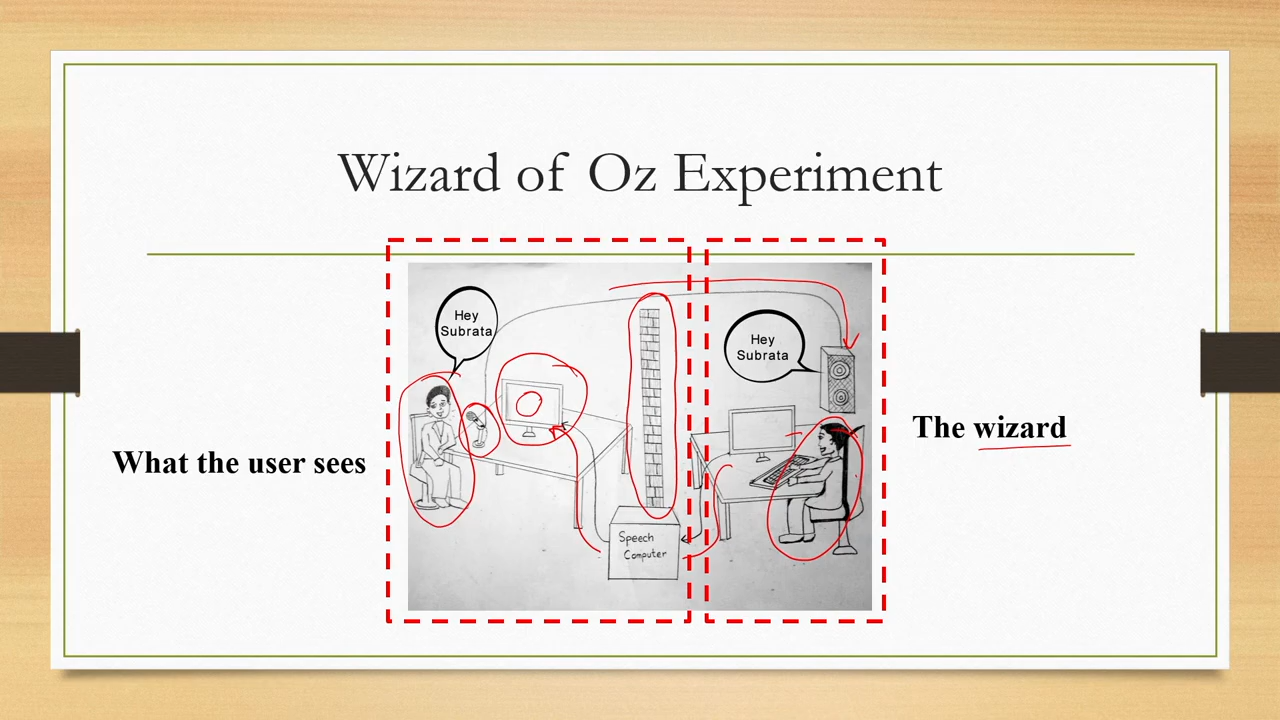 Wizard of Oz Experiment
Hey
Subrata
Hey
Subrata
The wizard
What the user sees
Speech
Computer